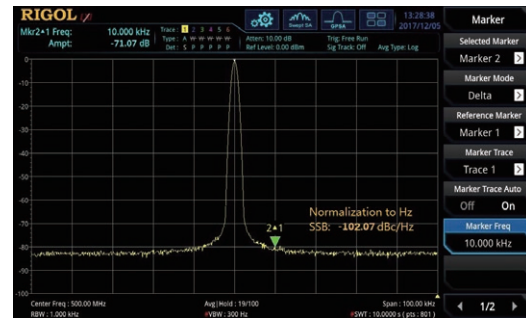 RIGOL
13:28:38
2017/12/05
Mkr2▲1 Freq: 10.000 kHz
Ampt: -71.07 dB
Trace: 1 2 3 4 5 6
Type: A W W W W W
Det: S P P P P P
Swept SA
GPSA
Atten: 10.00 dB
Trig: Free Run
Ref Level: 0.00 dBm
Sig Track: Off
Avg Type: Log
0
-10
-20
-30
-40
-50
-60
-70
-80
-90
-100
2▲1
Normalization to Hz
SSB: -102.07 dBc/Hz
Center Freq : 500.00 MHz
Avg|Hold : 19/100
Span : 100.00 kHz
RBW : 1.000 kHz
#VBW : 300 Hz
#SWT : 10.0000 s ( pts : 801 )
Marker
Selected Marker
Marker 2
Marker Mode
Delta
Reference Marker
Marker 1
Marker Trace
Trace 1
Marker Trace Auto
Off On
Marker Freq
10.000 kHz
1/2